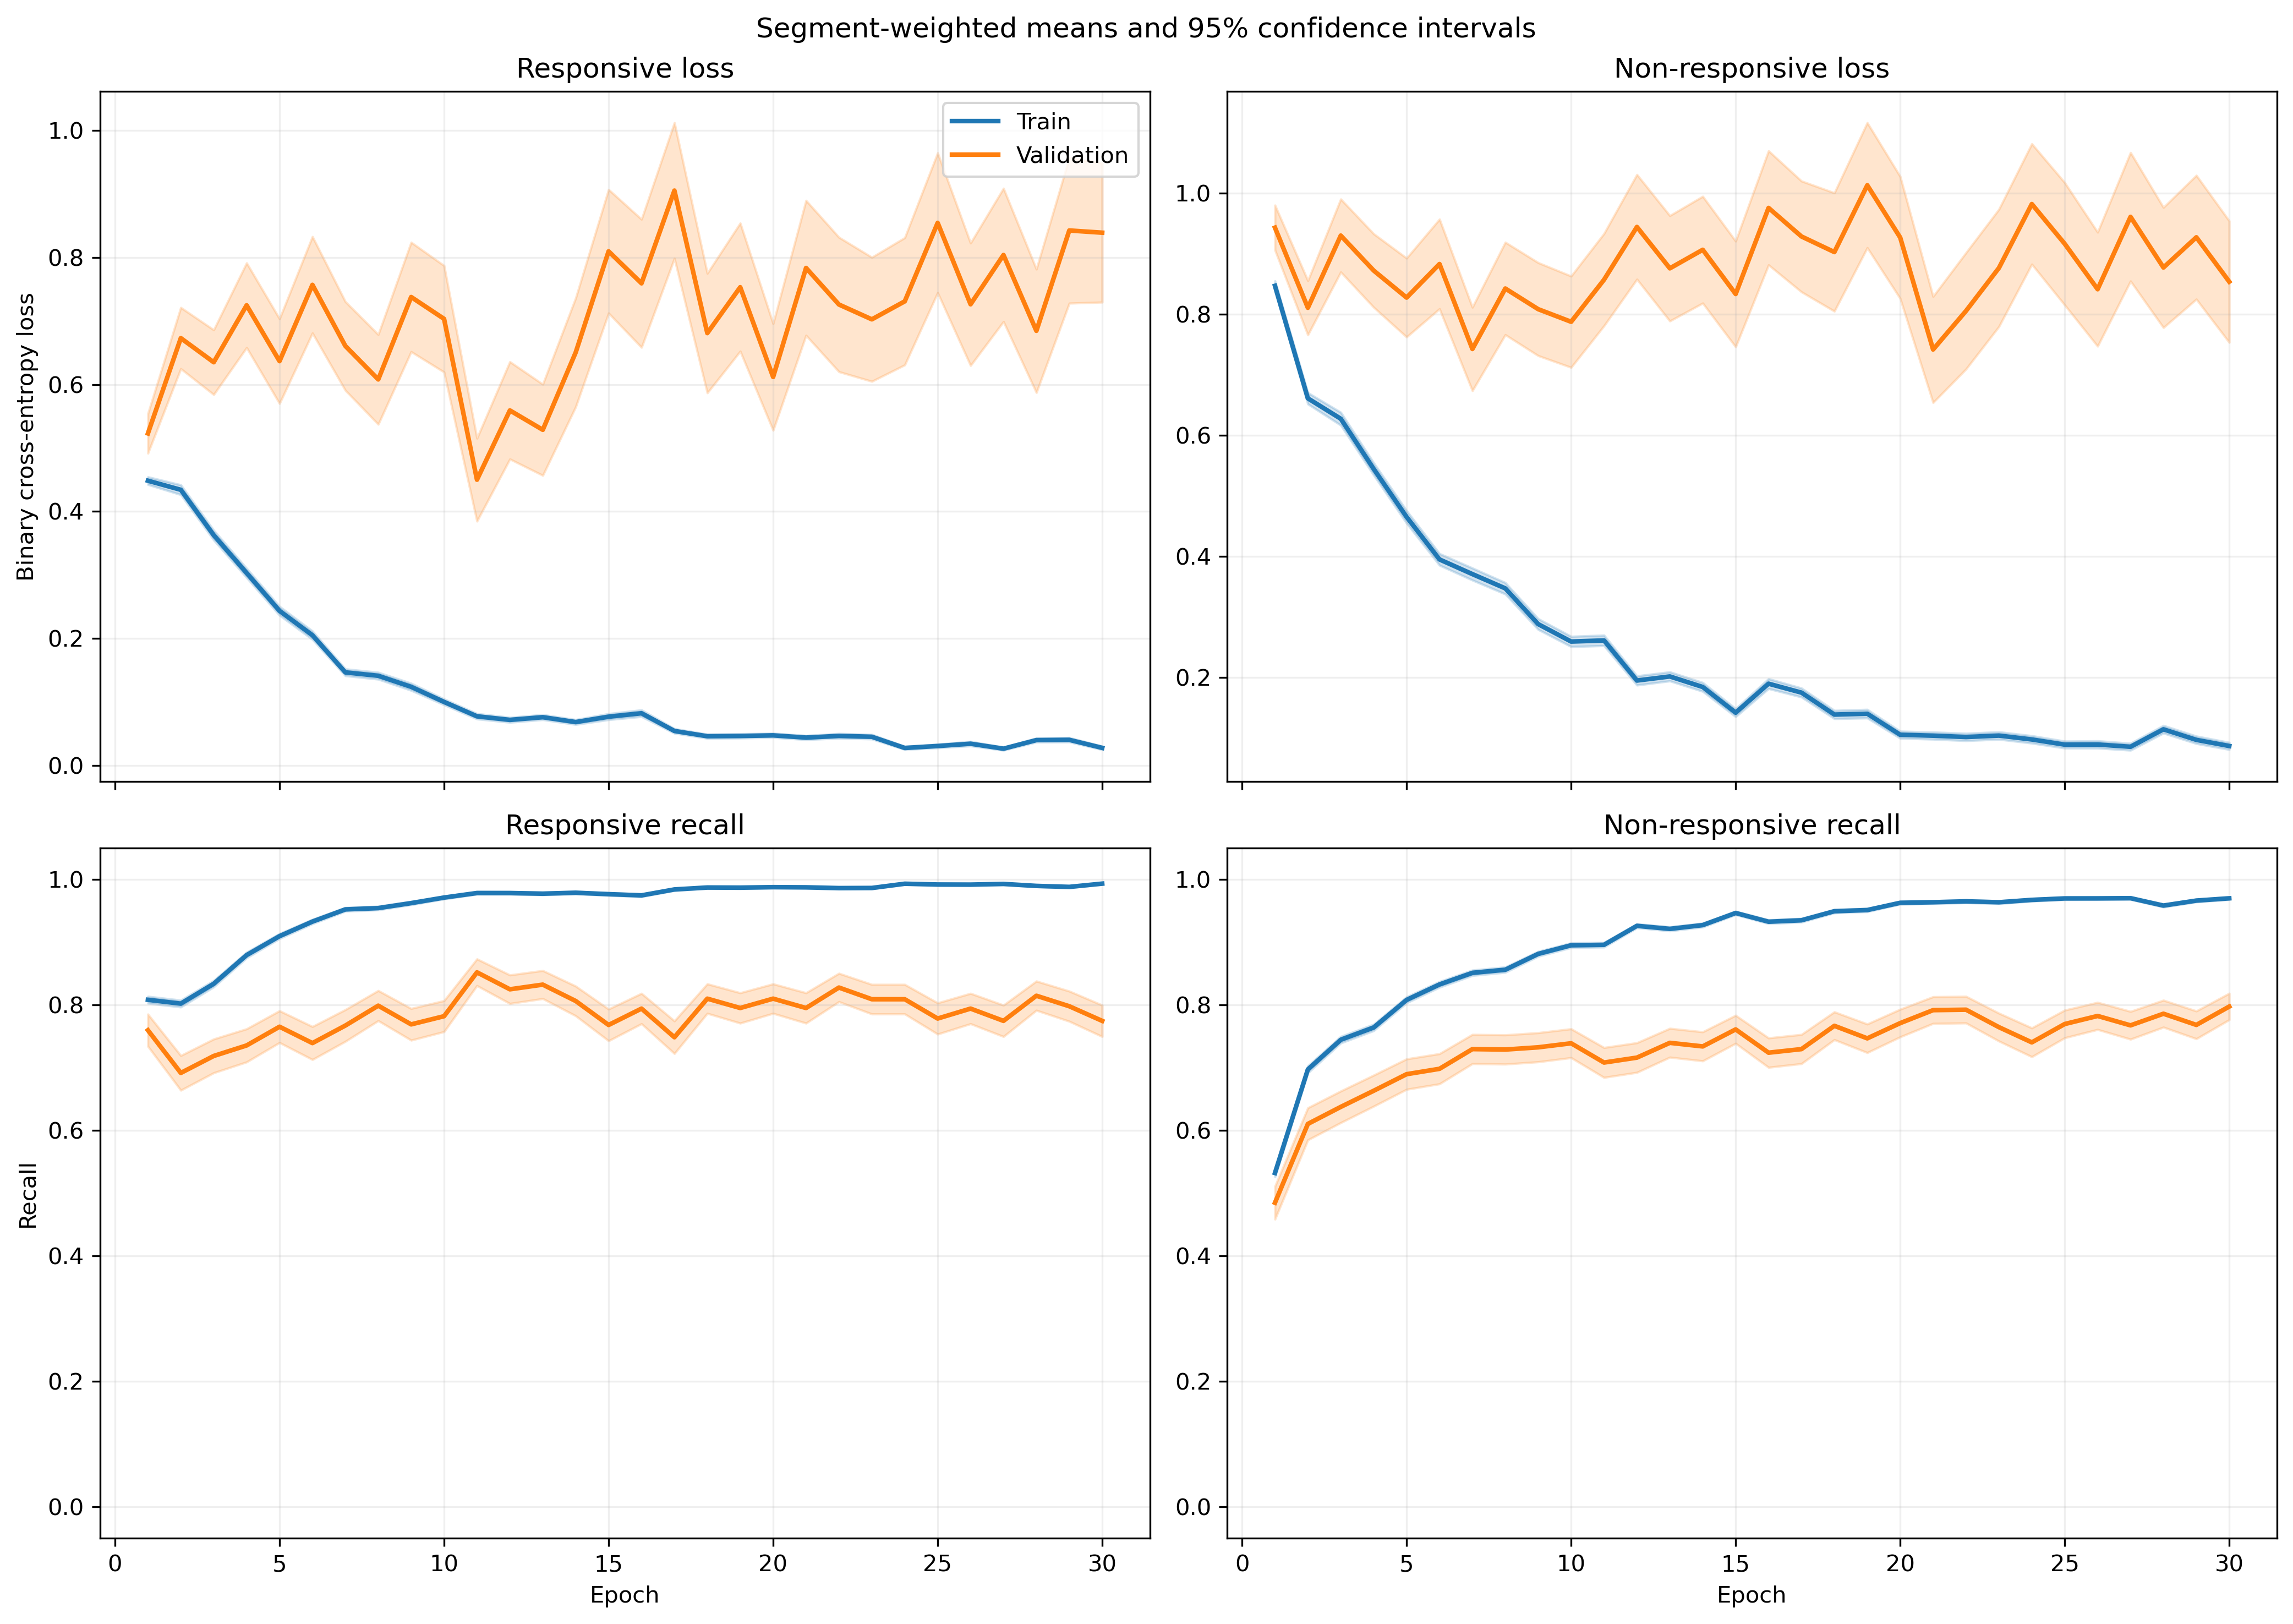 Segment-weighted means and 95% confidence intervals
Responsive loss
Non-responsive loss
Train
Validation
Binary cross-entropy loss
1.0
0.8
0.6
0.4
0.2
0.0
1.0
0.8
0.6
0.4
0.2
Responsive recall
Non-responsive recall
Recall
1.0
0.8
0.6
0.4
0.2
0.0
1.0
0.8
0.6
0.4
0.2
0.0
0 5 10 15 20 25 30
0 5 10 15 20 25 30
Epoch
Epoch